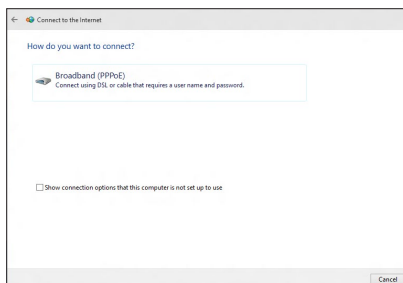 Connect to the Internet
How do you want to connect?
Broadband (PPPoE)
Connect using DSL or cable that requires a user name and password.
Show connection options that this computer is not set up to use
Cancel